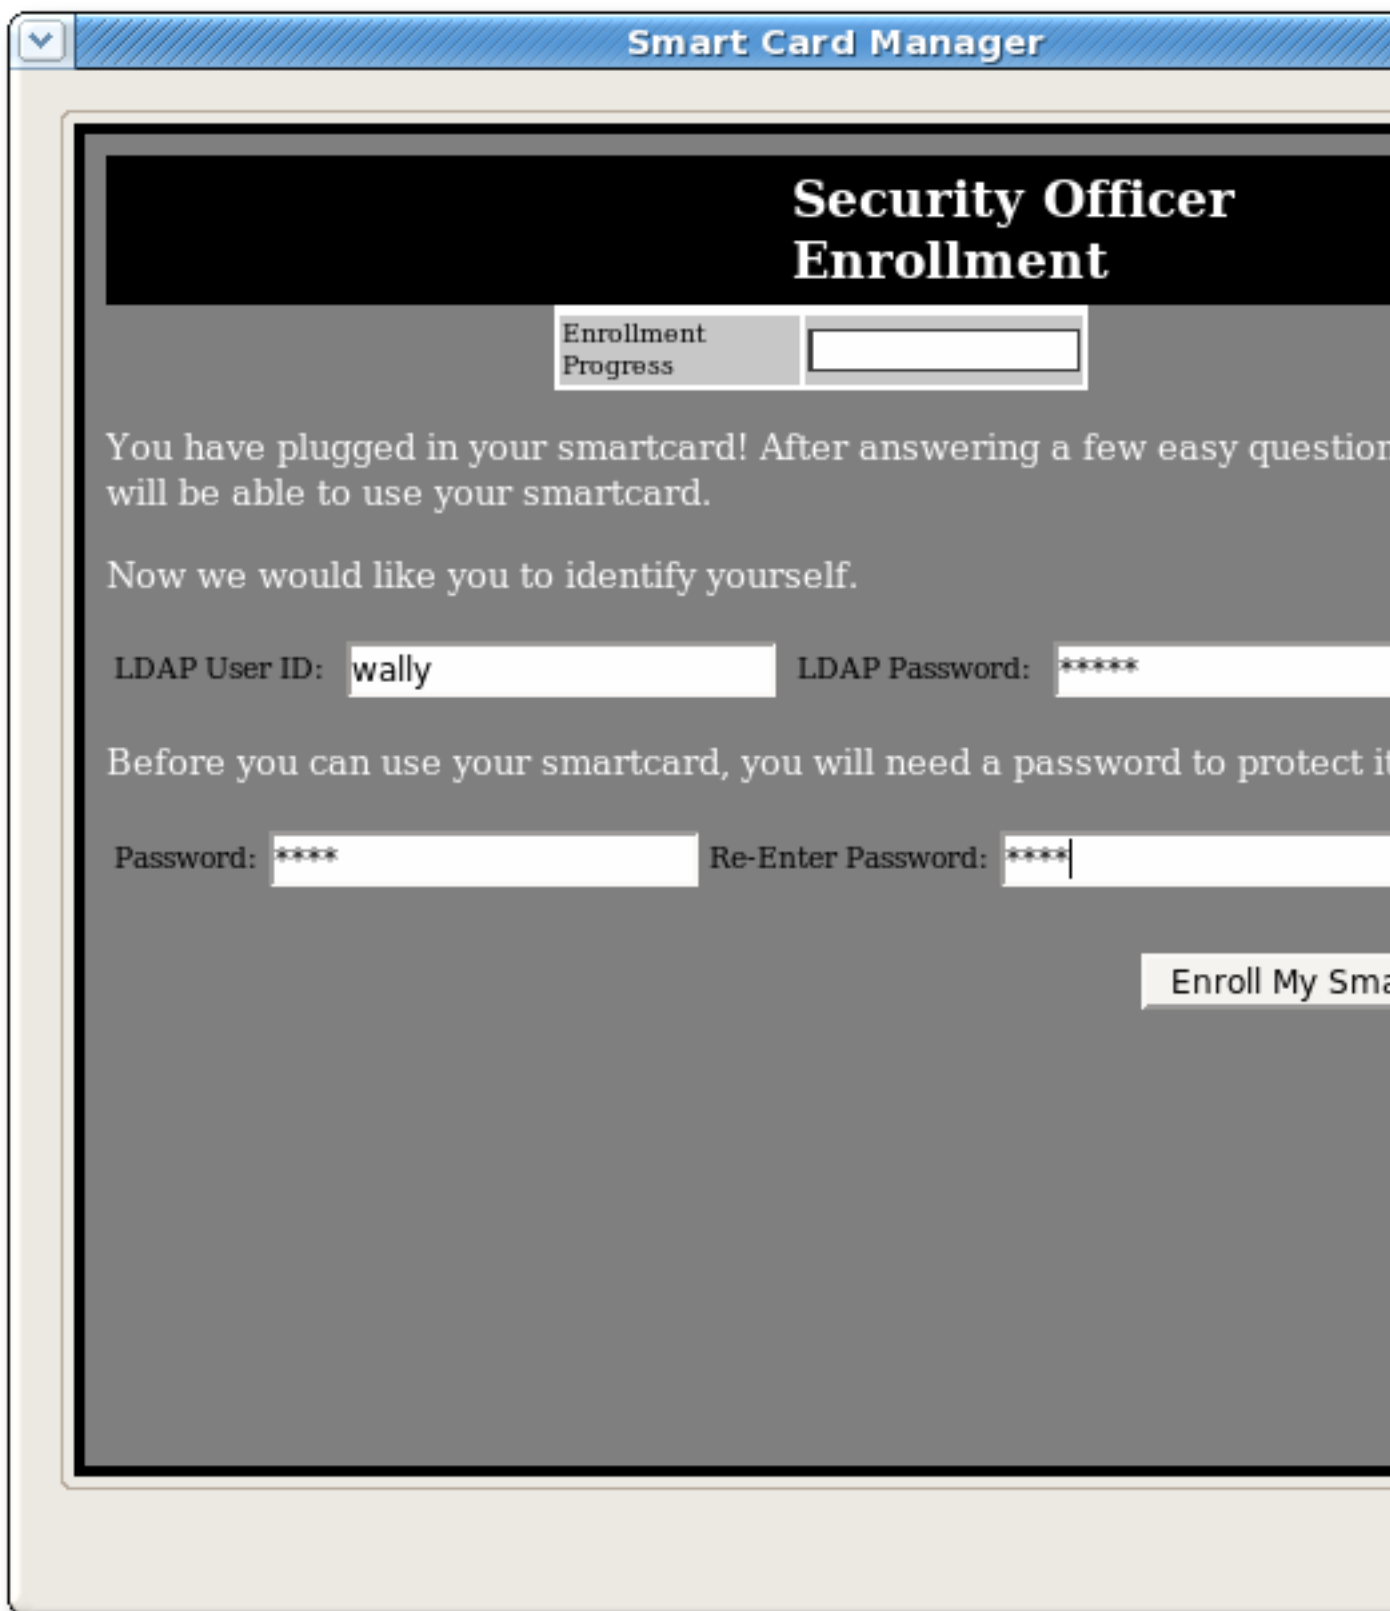 Smart Card Manager
Security Officer
Enrollment
Enrollment
Progress
You have plugged in your smartcard! After answering a few easy question
will be able to use your smartcard.
Now we would like you to identify yourself.
LDAP User ID: wally LDAP Password: *****
Before you can use your smartcard, you will need a password to protect it
Password: **** Re-Enter Password: ****
Enroll My Sma